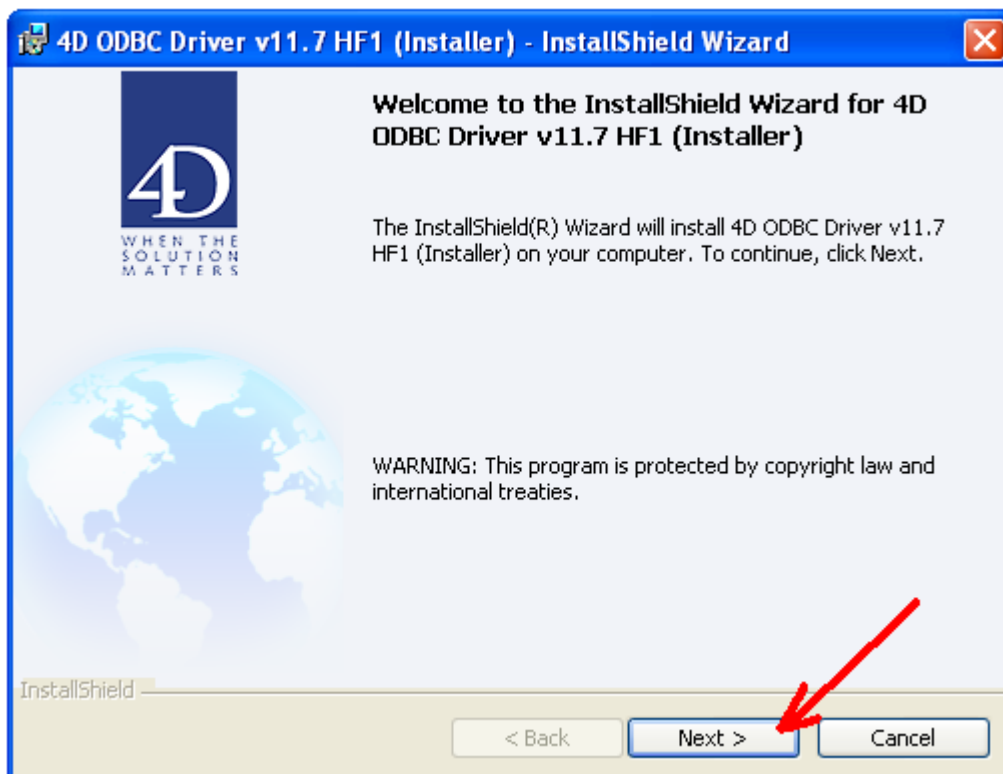 4D ODBC Driver v11.7 HF1 (Installer) - InstallShield Wizard
4D
WHEN THE
SOLUTION
MATTERS
Welcome to the InstallShield Wizard for 4D
ODBC Driver v11.7 HF1 (Installer)
The InstallShield(R) Wizard will install 4D ODBC Driver v11.7
HF1 (Installer) on your computer. To continue, click Next.
WARNING: This program is protected by copyright law and
international treaties.
InstallShield
< Back
Next >
Cancel